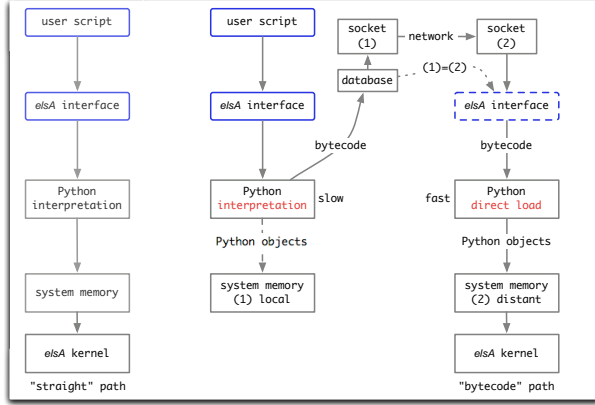 user script
elsA interface
Python
interpretation
system memory
elsA kernel
"straight" path
user script
elsA interface
Python
interpretation
slow
Python objects
system memory
(1) local
bytecode
database
socket
(1)
network
socket
(2)
(1)=(2)
elsA interface
bytecode
fast
Python
direct load
Python objects
system memory
(2) distant
elsA kernel
"bytecode" path